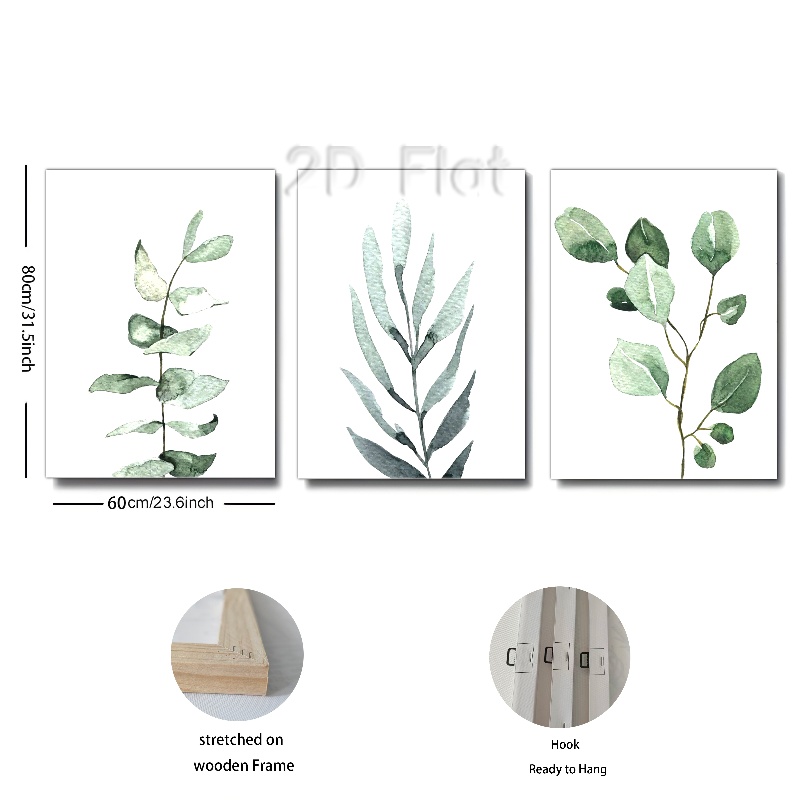 2D Flat
80cm/31.5inch
60cm/23.6inch
stretched on
wooden Frame
Hook
Ready to Hang